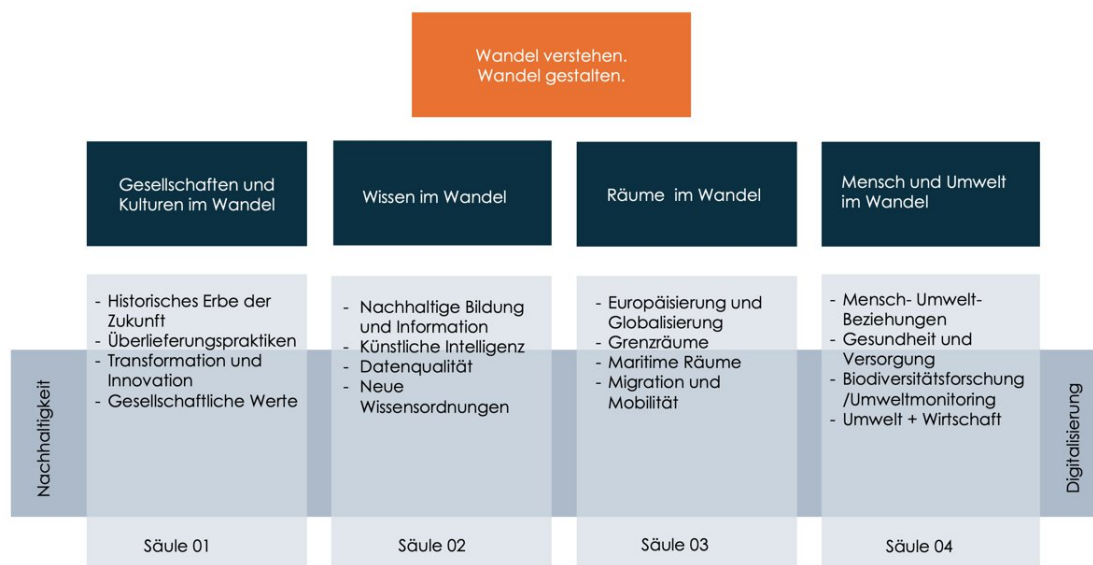 Wandel verstehen.
Wandel gestalten.
Gesellschaften und
Kulturen im Wandel
Wissen im Wandel
Räume im Wandel
Mensch und Umwelt
im Wandel
- Historisches Erbe der
Zukunft
- Überlieferungspraktiken
- Transformation und
Innovation
- Gesellschaftliche Werte
- Nachhaltige Bildung
und Information
- Künstliche Intelligenz
- Datenqualität
- Neue
Wissensordnungen
- Europäisierung und
Globalisierung
- Grenzräume
- Maritime Räume
- Migration und
Mobilität
- Mensch- Umwelt-
Beziehungen
- Gesundheit und
Versorgung
- Biodiversitätsforschung
/Umweltmonitoring
- Umwelt + Wirtschaft
Nachhaltigkeit
Digitalisierung
Säule 01
Säule 02
Säule 03
Säule 04